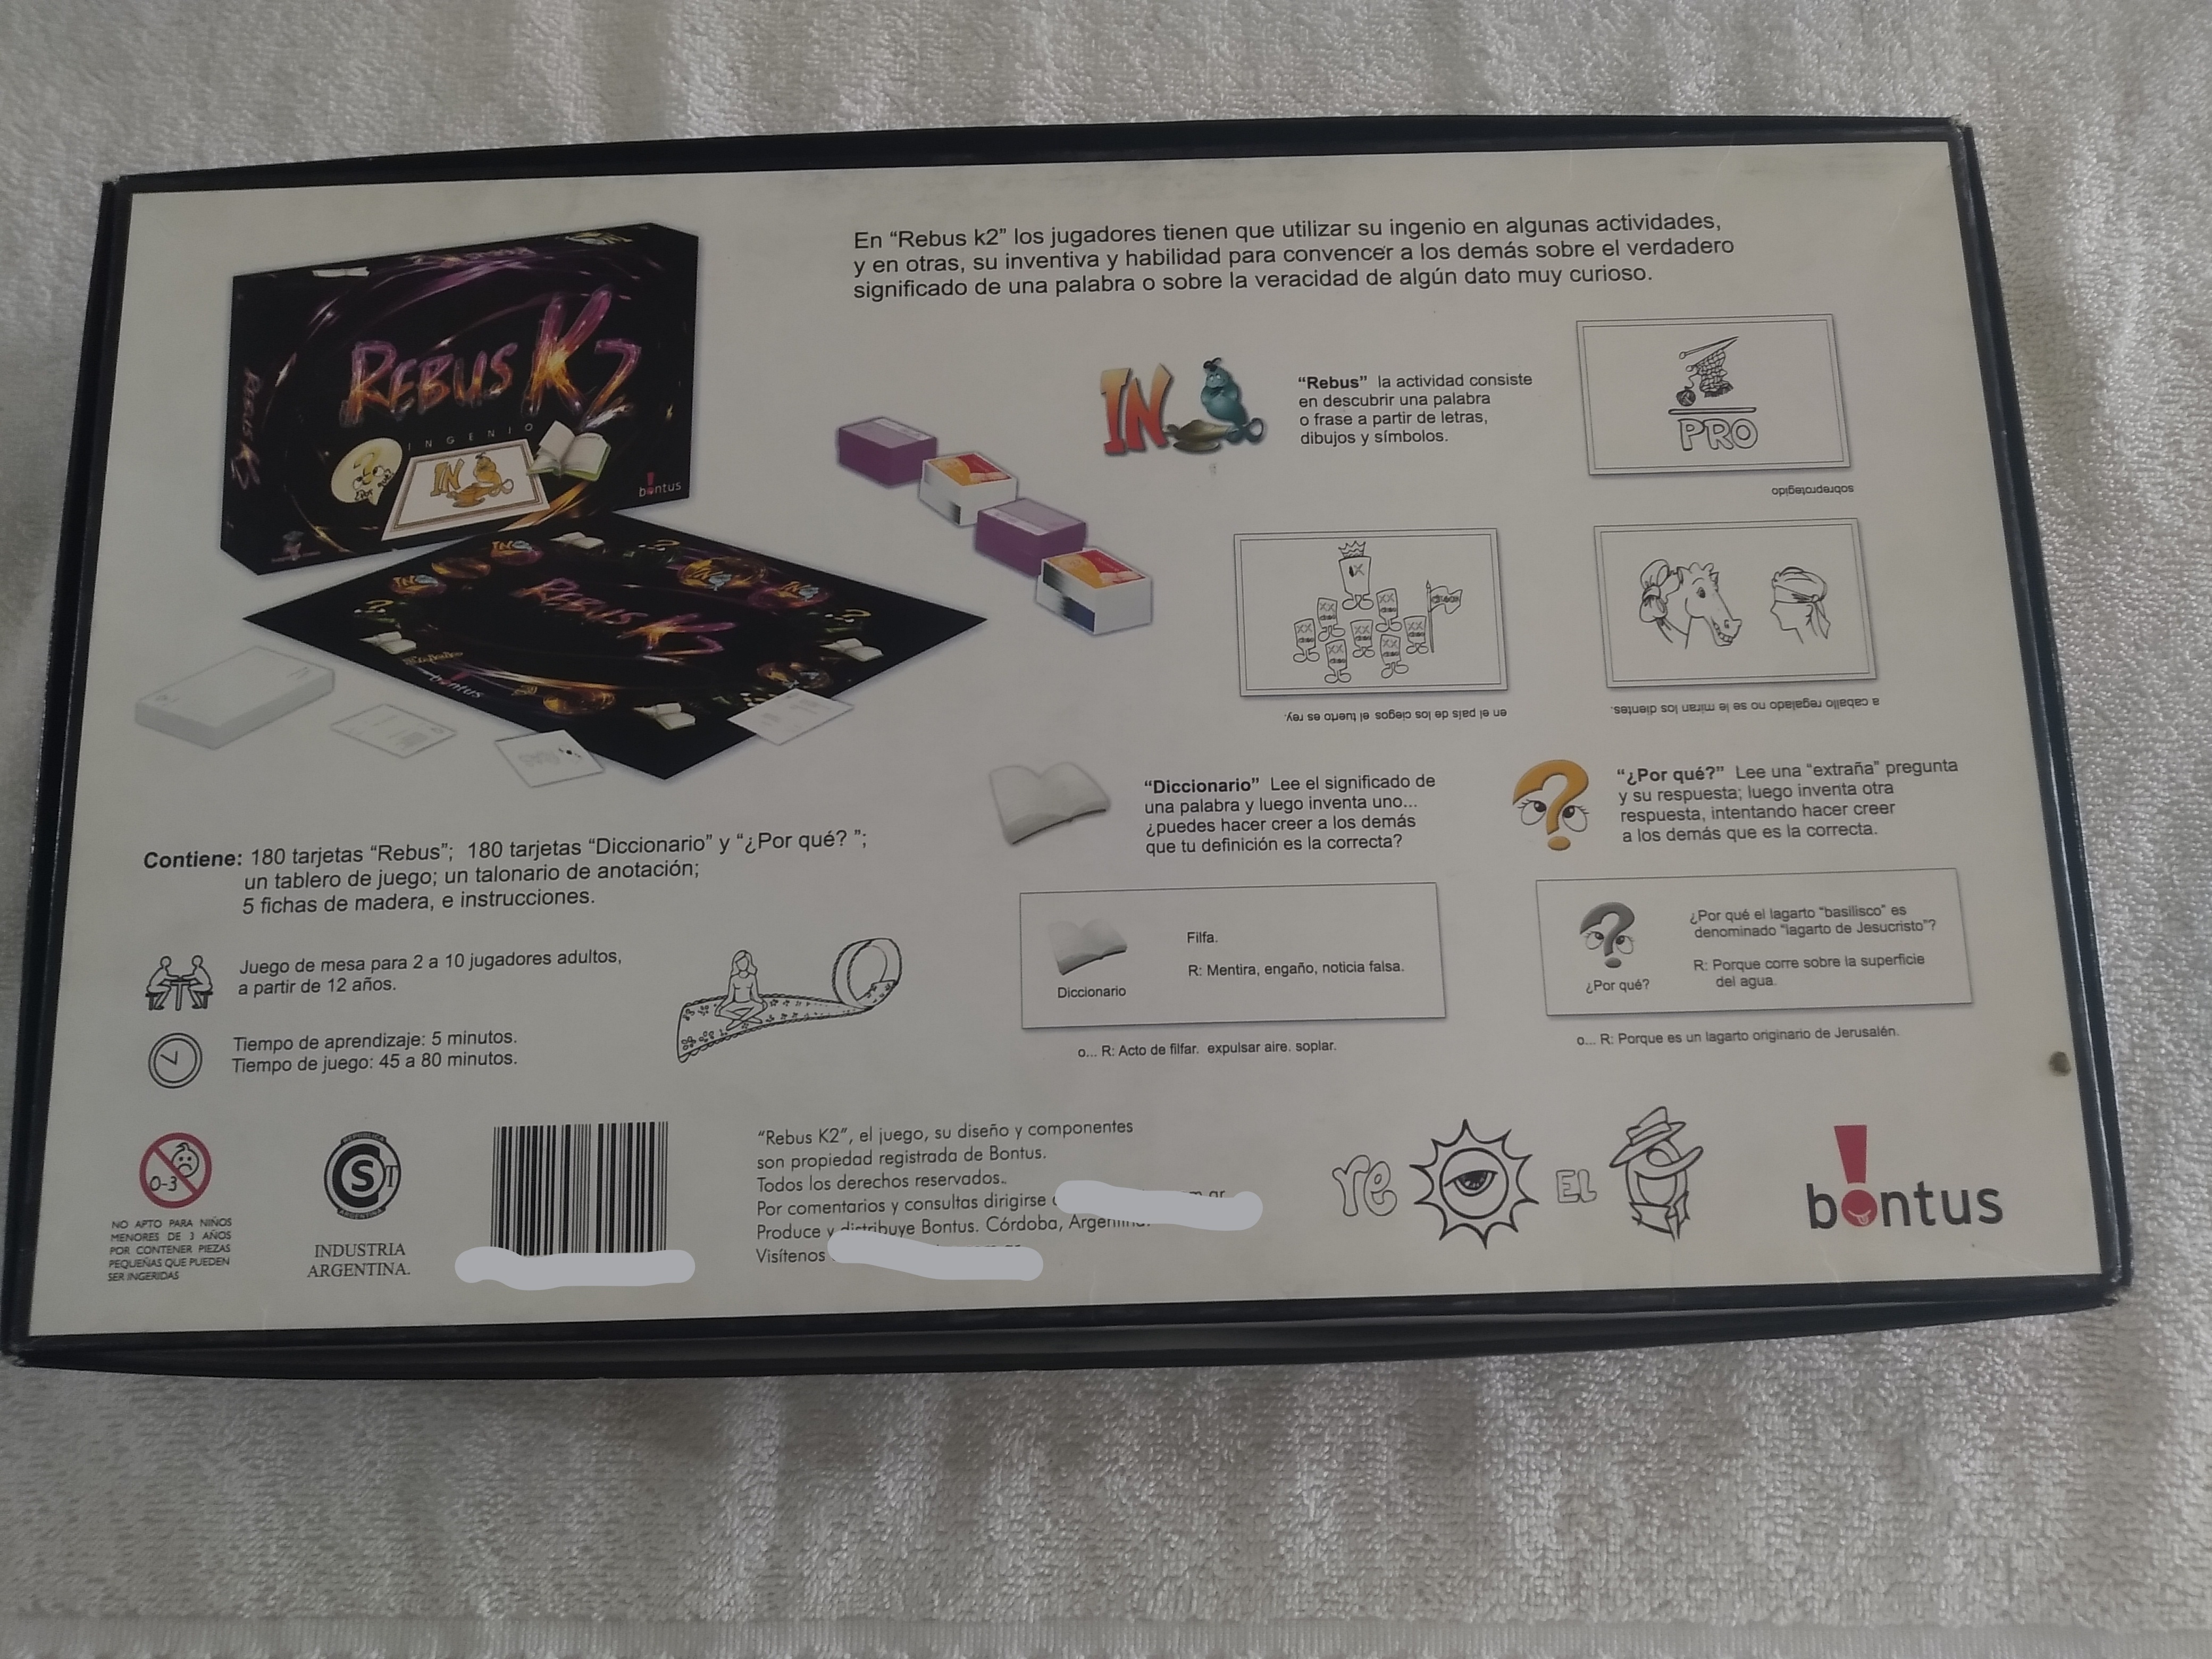 En “Rebus k2” los jugadores tienen que utilizar su ingenio en algunas actividades,
y en otras, su inventiva y habilidad para convencer a los demás sobre el verdadero
significado de una palabra o sobre la veracidad de algún dato muy curioso.
REBUS K2
REBUS K2
INGENIO
IN
bontus
IN
“Rebus” la actividad consiste
en descubrir una palabra
o frase a partir de letras,
dibujos y símbolos.
PRO
sobreprotegido
REBUS K2
bontus
en el país de los ciegos el tuerto es rey.
a caballo regalado no se le miran los dientes.
“Diccionario” Lee el significado de
una palabra y luego inventa uno...
¿puedes hacer creer a los demás
que tu definición es la correcta?
“¿Por qué?” Lee una “extraña” pregunta
y su respuesta; luego inventa otra
respuesta, intentando hacer creer
a los demás que es la correcta.
Contiene: 180 tarjetas “Rebus”; 180 tarjetas “Diccionario” y “¿Por qué? ”;
un tablero de juego; un talonario de anotación;
5 fichas de madera, e instrucciones.
Filfa.
R: Mentira, engaño, noticia falsa.
Diccionario
o... R: Acto de filfar. expulsar aire. soplar.
¿Por qué el lagarto “basilisco” es
denominado “lagarto de Jesucristo”?
R: Porque corre sobre la superficie
del agua.
¿Por qué?
o... R: Porque es un lagarto originario de Jerusalén.
Juego de mesa para 2 a 10 jugadores adultos,
a partir de 12 años.
Tiempo de aprendizaje: 5 minutos.
Tiempo de juego: 45 a 80 minutos.
0-3
NO APTO PARA NIÑOS
MENORES DE 3 AÑOS
POR CONTENER PIEZAS
PEQUEÑAS QUE PUEDEN
SER INGERIDAS
INDUSTRIA
ARGENTINA.
“Rebus K2”, el juego, su diseño y componentes
son propiedad registrada de Bontus.
Todos los derechos reservados.
Por comentarios y consultas dirigirse
Produce y distribuye Bontus. Córdoba, Argentina.
Visítenos
re
EL
bontus